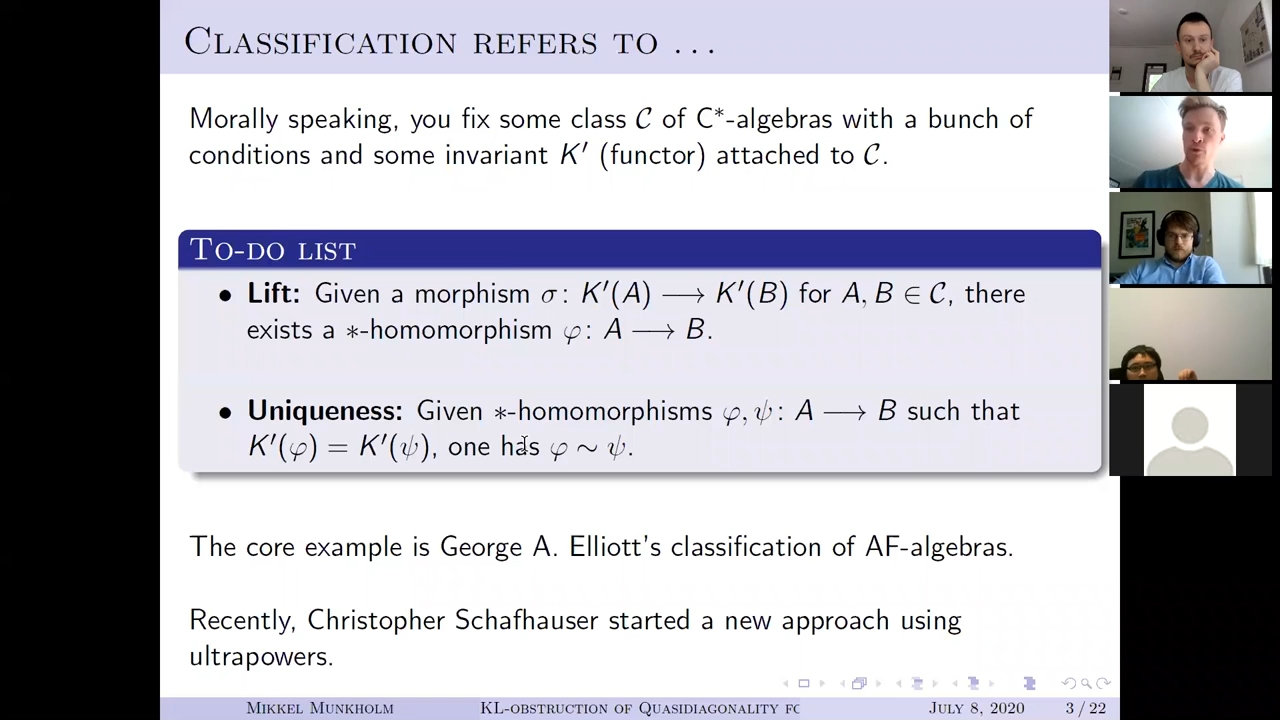 CLASSIFICATION REFERS TO ...
Morally speaking, you fix some class 𝒞 of C*-algebras with a bunch of
conditions and some invariant K′ (functor) attached to 𝒞.
TO-DO LIST
• Lift: Given a morphism σ: K′(A) ⟶ K′(B) for A, B ∈ 𝒞, there
exists a ∗-homomorphism φ: A ⟶ B.
• Uniqueness: Given ∗-homomorphisms φ, ψ: A ⟶ B such that
K′(φ) = K′(ψ), one has φ ∼ ψ.
The core example is George A. Elliott's classification of AF-algebras.
Recently, Christopher Schafhauser started a new approach using
ultrapowers.
MIKKEL MUNKHOLM KL-OBSTRUCTION OF QUASIDIAGONALITY FO JULY 8, 2020 3 / 22